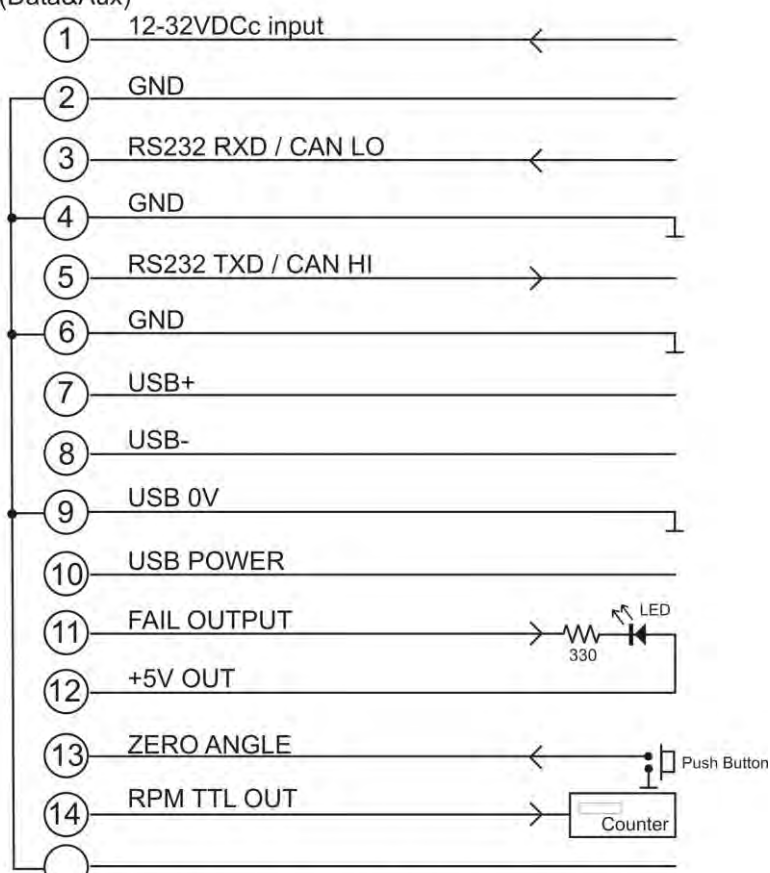 (Data&Aux)
1 12-32VDCc input
2 GND
3 RS232 RXD / CAN LO
4 GND
5 RS232 TXD / CAN HI
6 GND
7 USB+
8 USB-
9 USB 0V
10 USB POWER
11 FAIL OUTPUT
LED
330
12 +5V OUT
13 ZERO ANGLE
Push Button
14 RPM TTL OUT
Counter